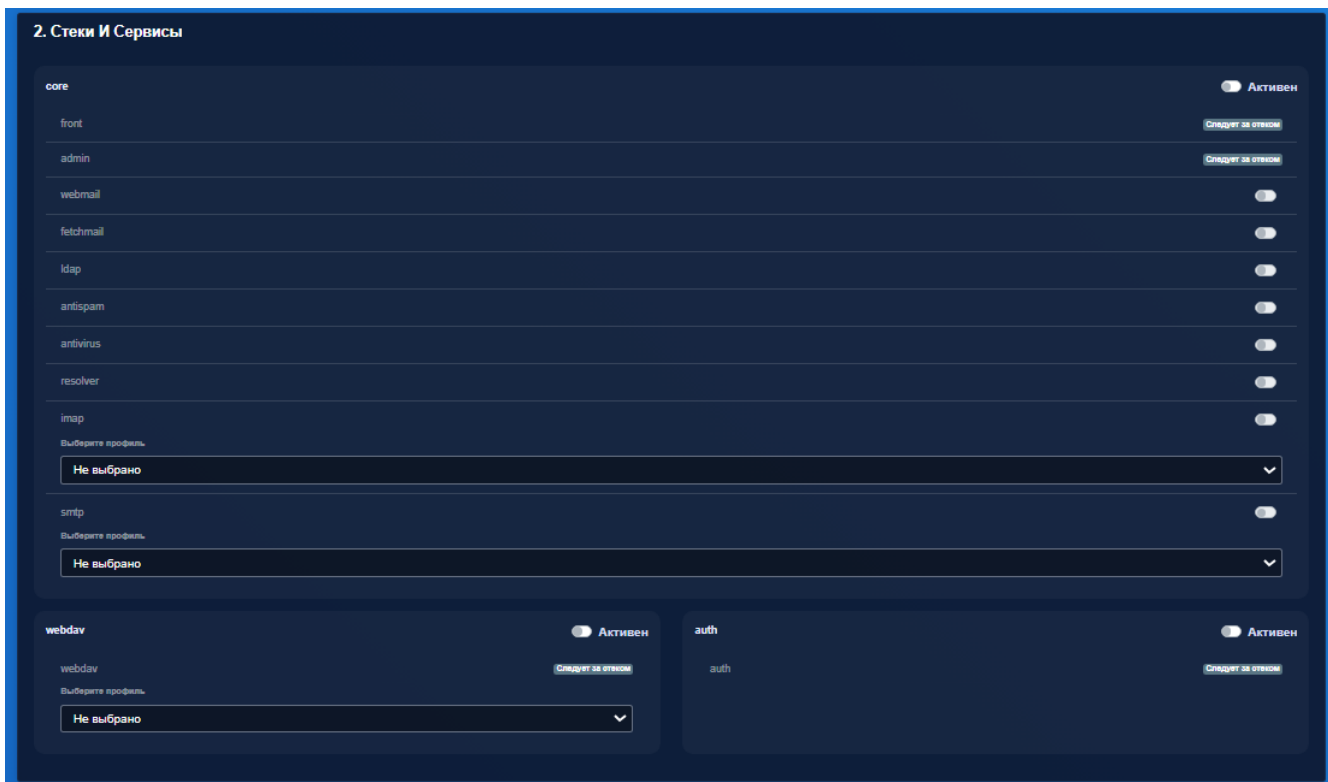 2. Стеки И Сервисы
core
Активен
front
Следует за стеком
admin
Следует за стеком
webmail
fetchmail
ldap
antispam
antivirus
resolver
imap
Выберите профиль
Не выбрано
smtp
Выберите профиль
Не выбрано
webdav
Активен
webdav
Следует за стеком
Выберите профиль
Не выбрано
auth
Активен
auth
Следует за стеком